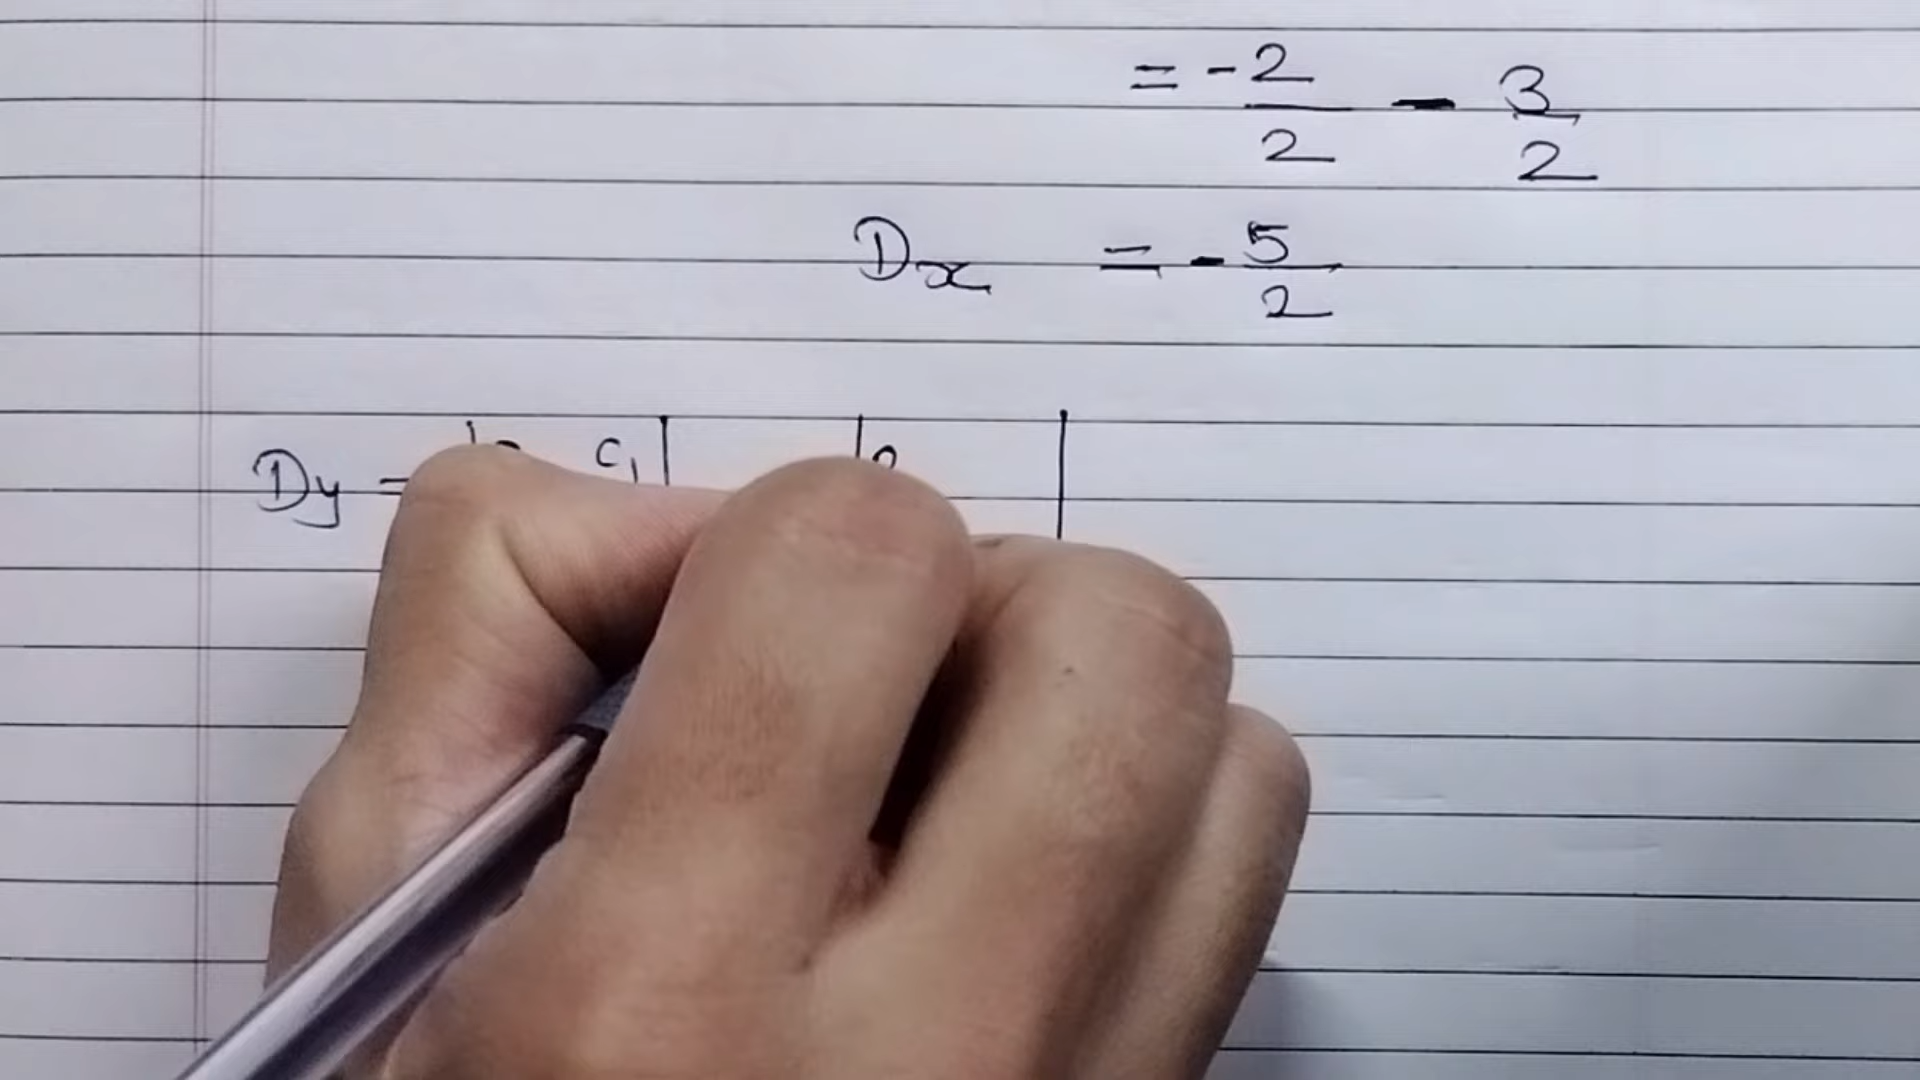 = -2/2 - 3/2
Dx = -5/2
Dy = | c₁ | |